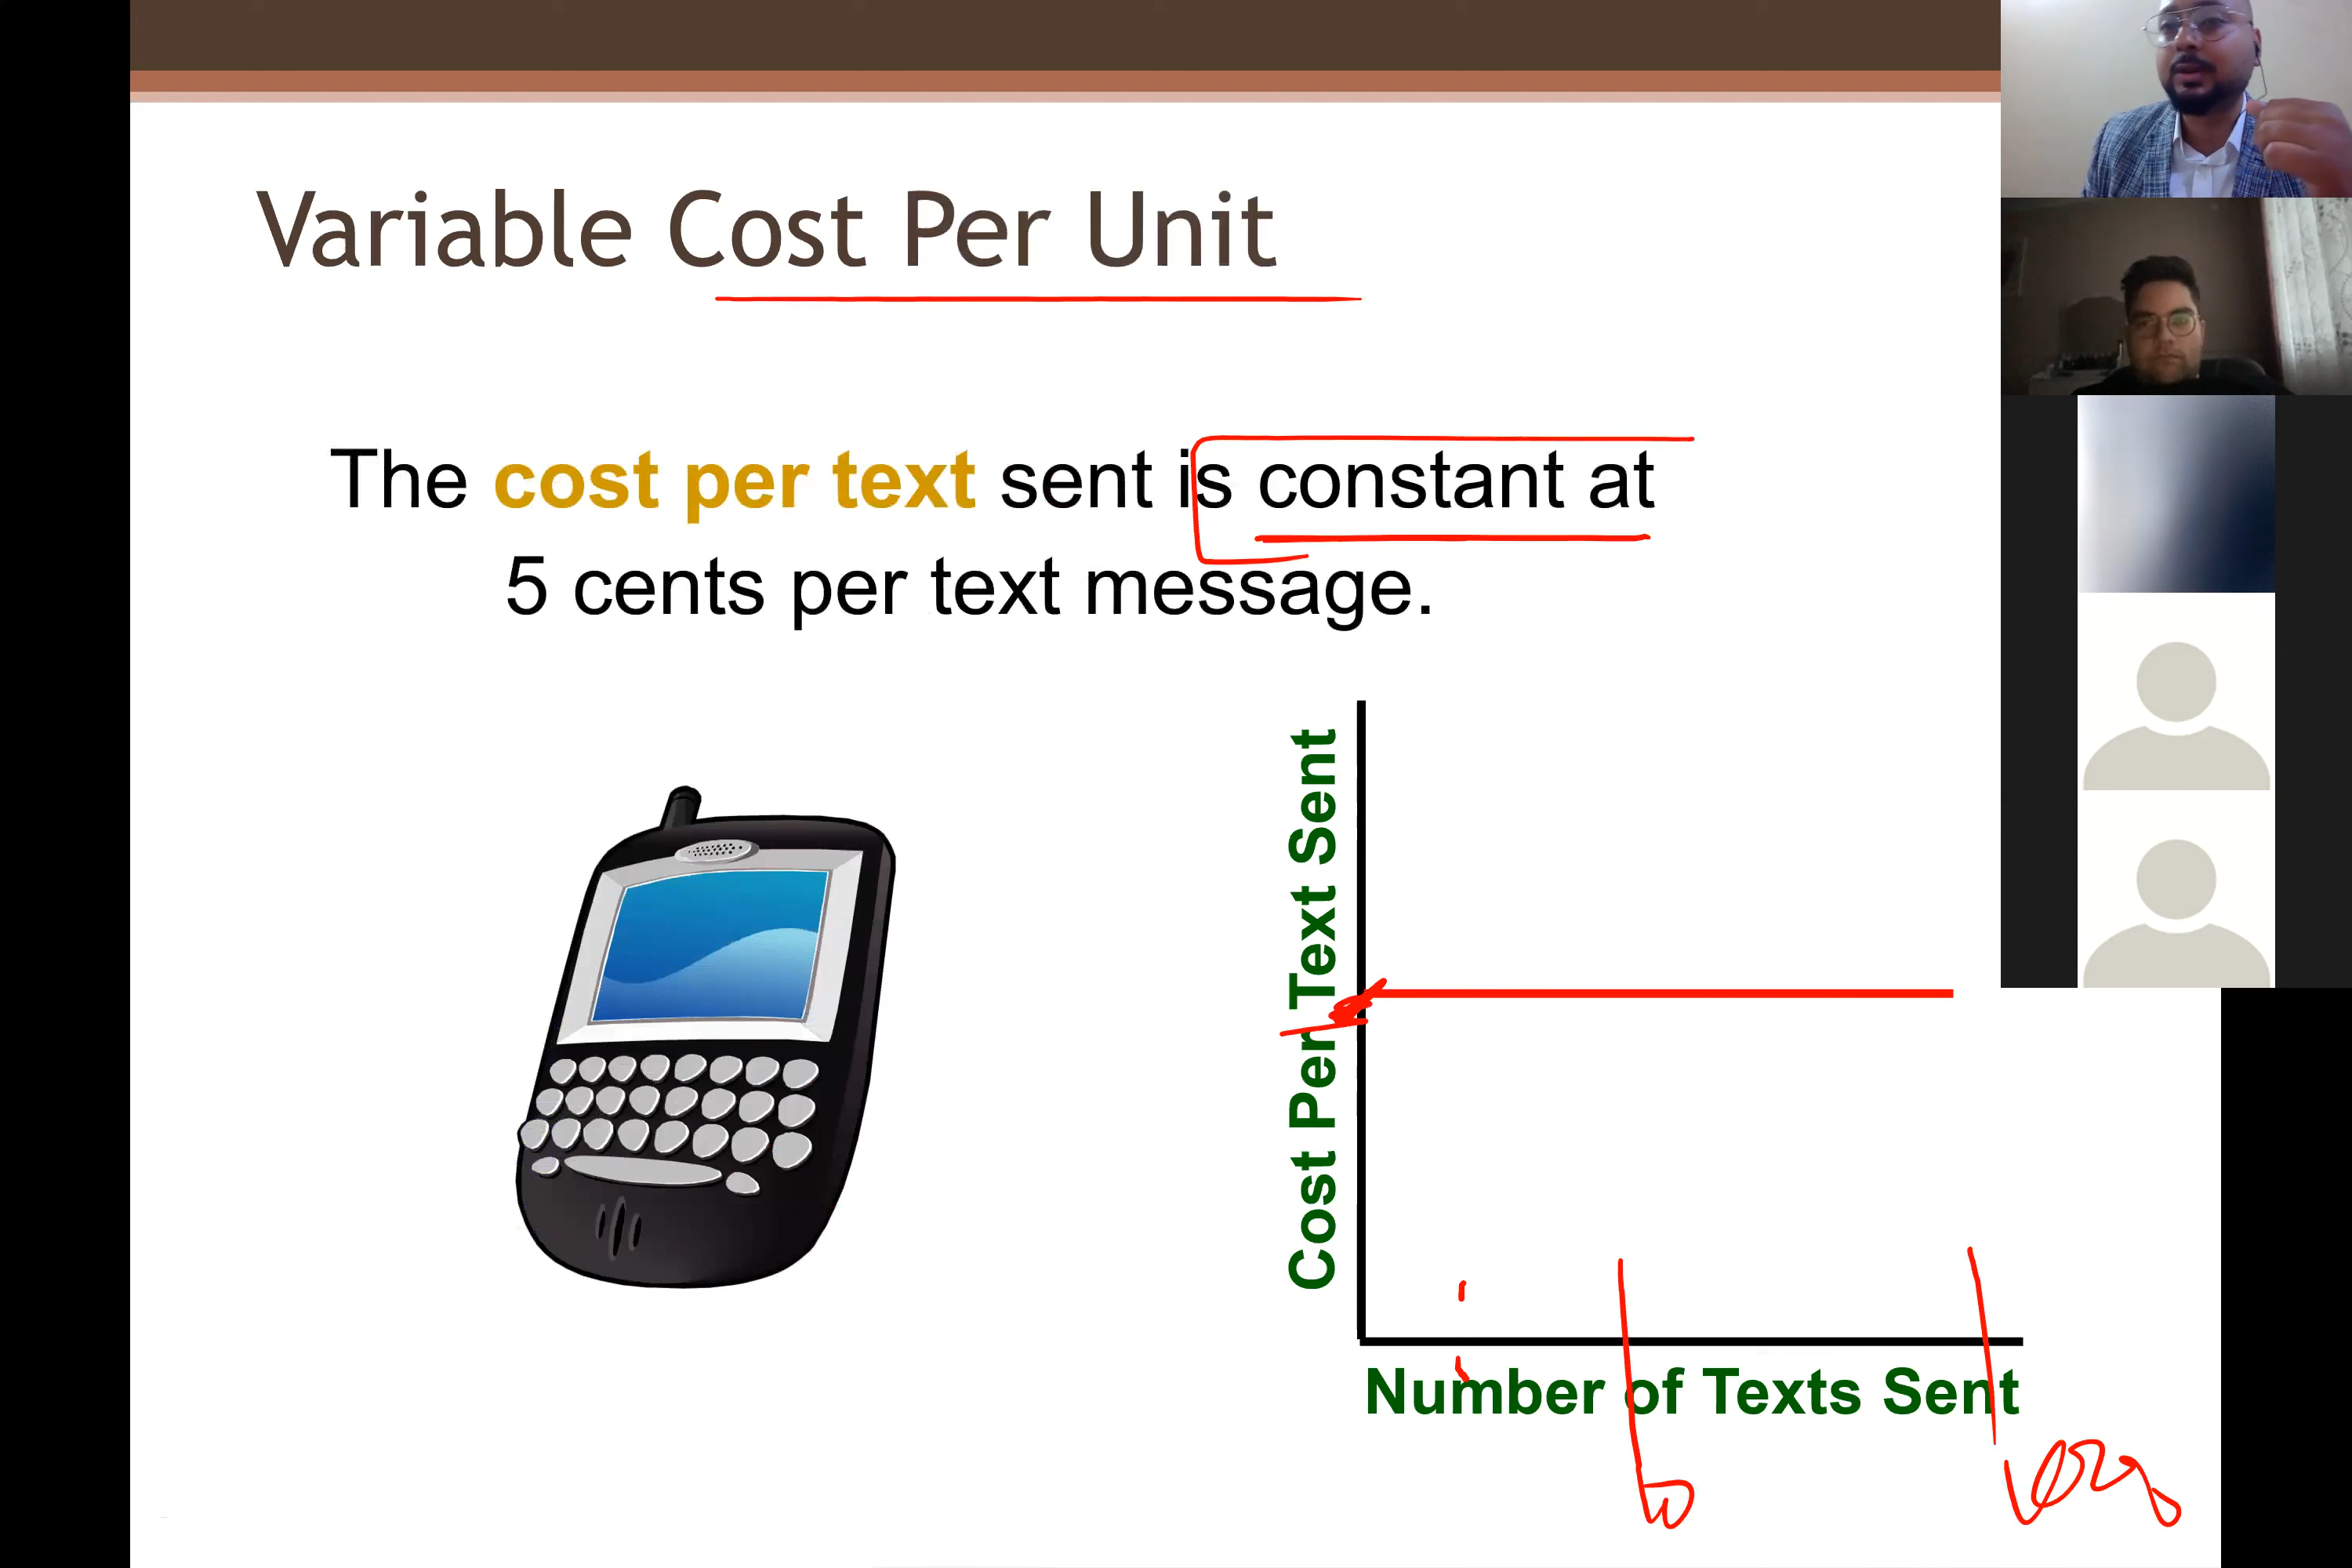 Variable Cost Per Unit
The cost per text sent is constant at
5 cents per text message.
Cost Per Text Sent
Number of Texts Sent